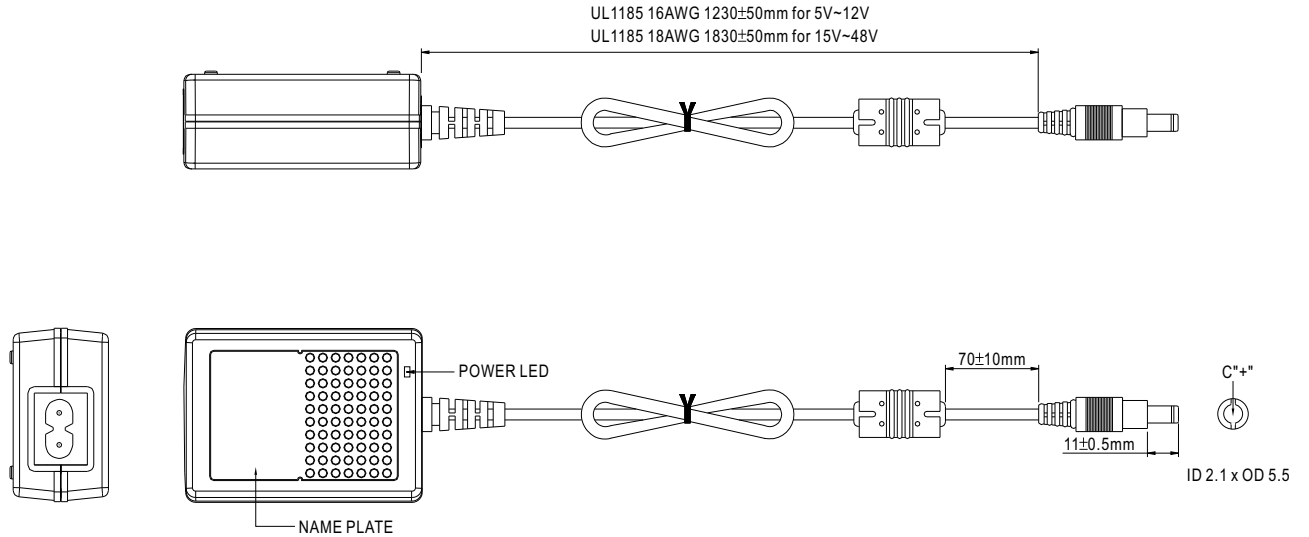 UL1185 16AWG 1230±50mm for 5V~12V
UL1185 18AWG 1830±50mm for 15V~48V
POWER LED
70±10mm
C"+"
11±0.5mm
ID 2.1 x OD 5.5
NAME PLATE